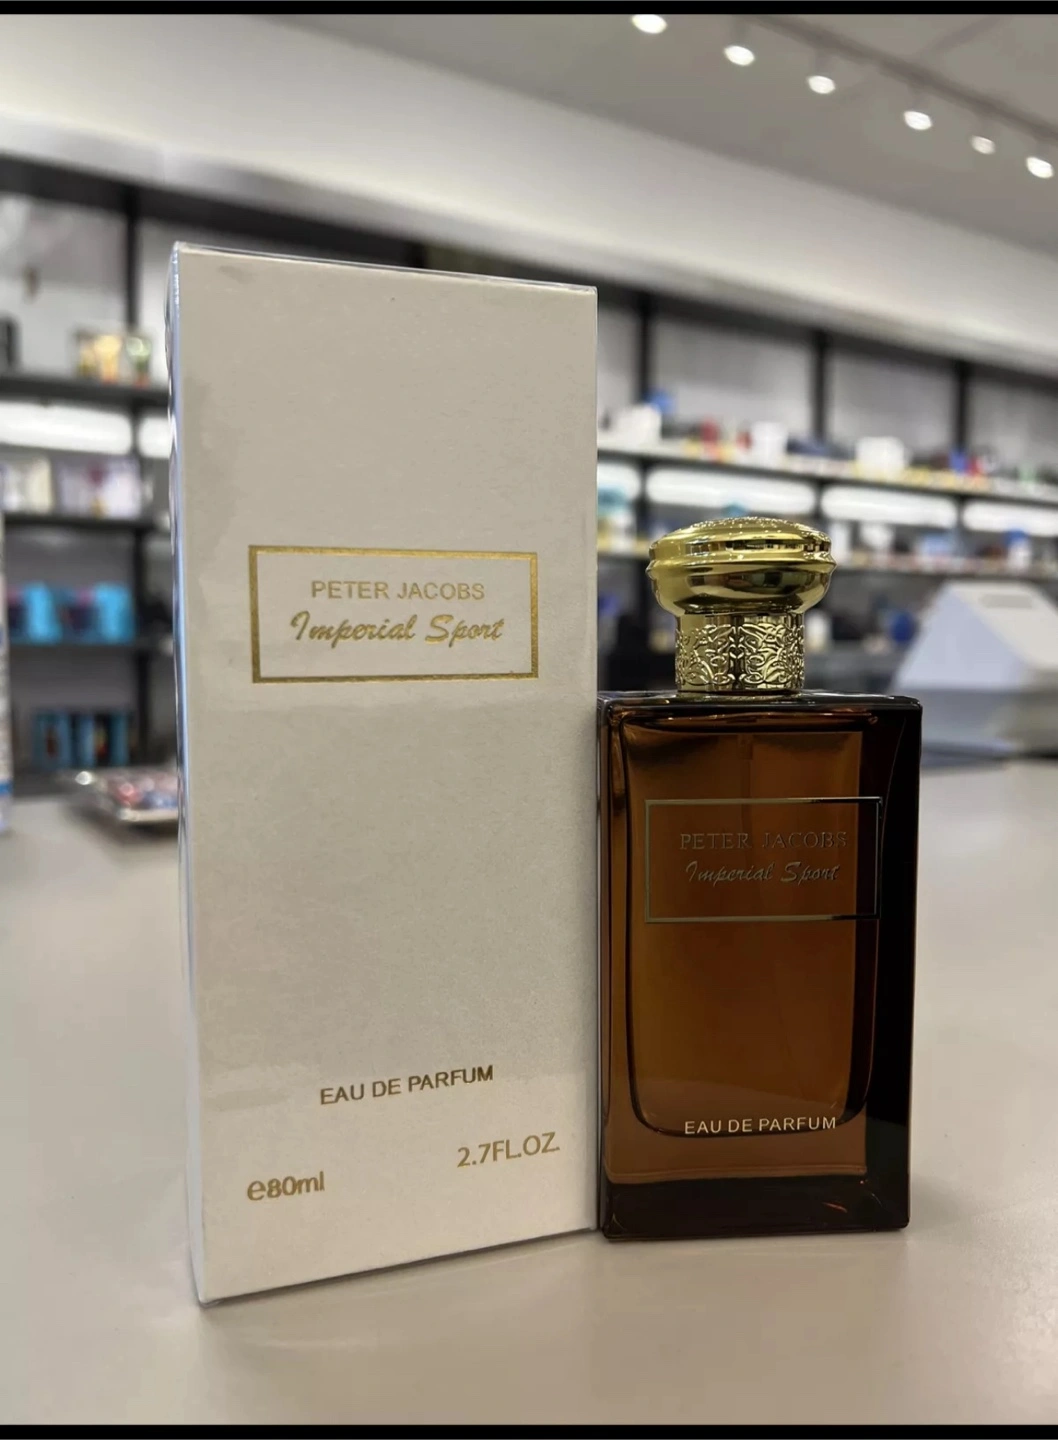 PETER JACOBS
Imperial Sport
EAU DE PARFUM
e80ml
2.7FL.OZ.
PETER JACOBS
Imperial Sport
EAU DE PARFUM